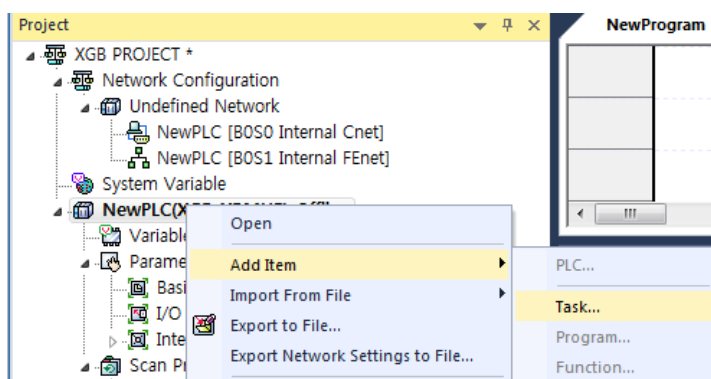 Project
NewProgram
XGB PROJECT *
Network Configuration
Undefined Network
NewPLC [B0S0 Internal Cnet]
NewPLC [B0S1 Internal FEnet]
System Variable
NewPLC(X
Variable
Parame
Basi
I/O
Inte
Scan P
Open
Add Item
Import From File
Export to File...
Export Network Settings to File...
PLC...
Task...
Program...
Function...